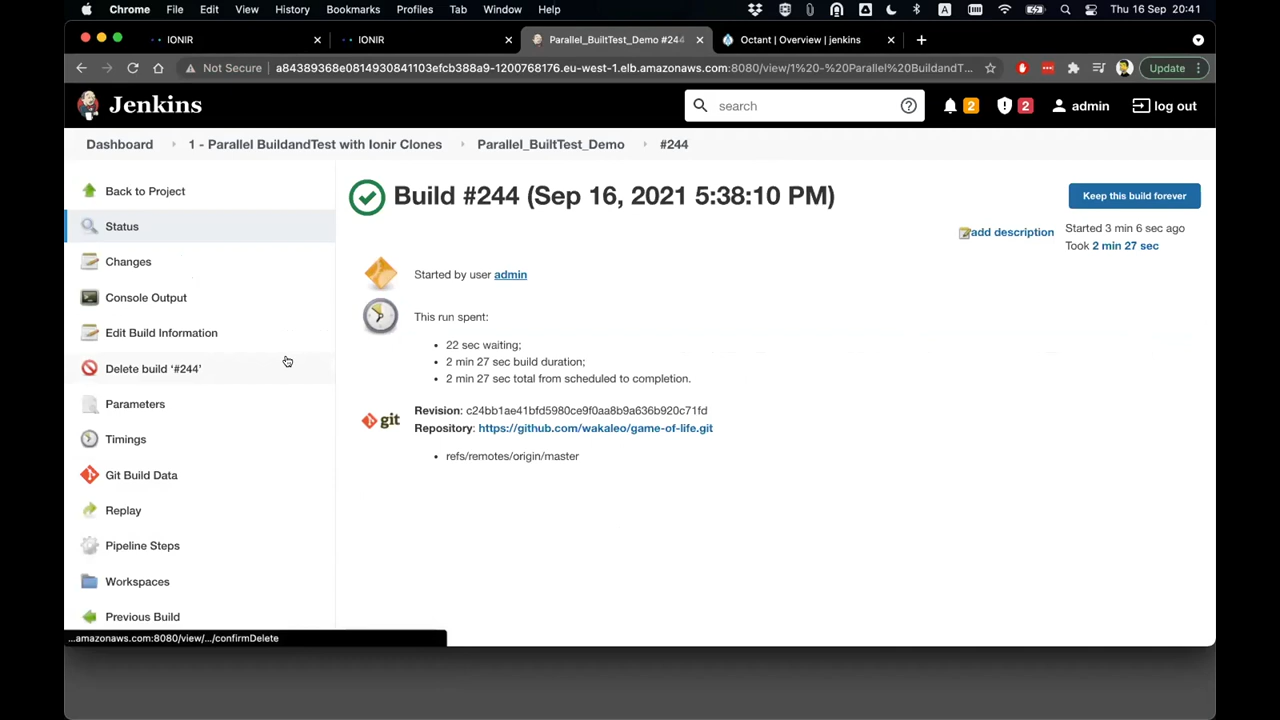 Chrome File Edit View History Bookmarks Profiles Tab Window Help A Thu 16 Sep 20:41
IONIR IONIR Parallel_BuiltTest_Demo #244 Octant | Overview | jenkins
Not Secure a84389368e0814930841103efcb388a9-1200768176.eu-west-1.elb.amazonaws.com:8080/view/1%20-%20Parallel%20BuildandT... Update
Jenkins search 2 2 admin log out
Dashboard 1 - Parallel BuildandTest with Ionir Clones Parallel_BuiltTest_Demo #244
Back to Project
Status
Changes
Console Output
Edit Build Information
Delete build ‘#244’
Parameters
Timings
Git Build Data
Replay
Pipeline Steps
Workspaces
Previous Build
Build #244 (Sep 16, 2021 5:38:10 PM)
Keep this build forever
add description
Started 3 min 6 sec ago
Took 2 min 27 sec
Started by user admin
This run spent:
• 22 sec waiting;
• 2 min 27 sec build duration;
• 2 min 27 sec total from scheduled to completion.
git
Revision: c24bb1ae41bfd5980ce9f0aa8b9a636b920c71fd
Repository: https://github.com/wakaleo/game-of-life.git
• refs/remotes/origin/master
...amazonaws.com:8080/view/.../confirmDelete